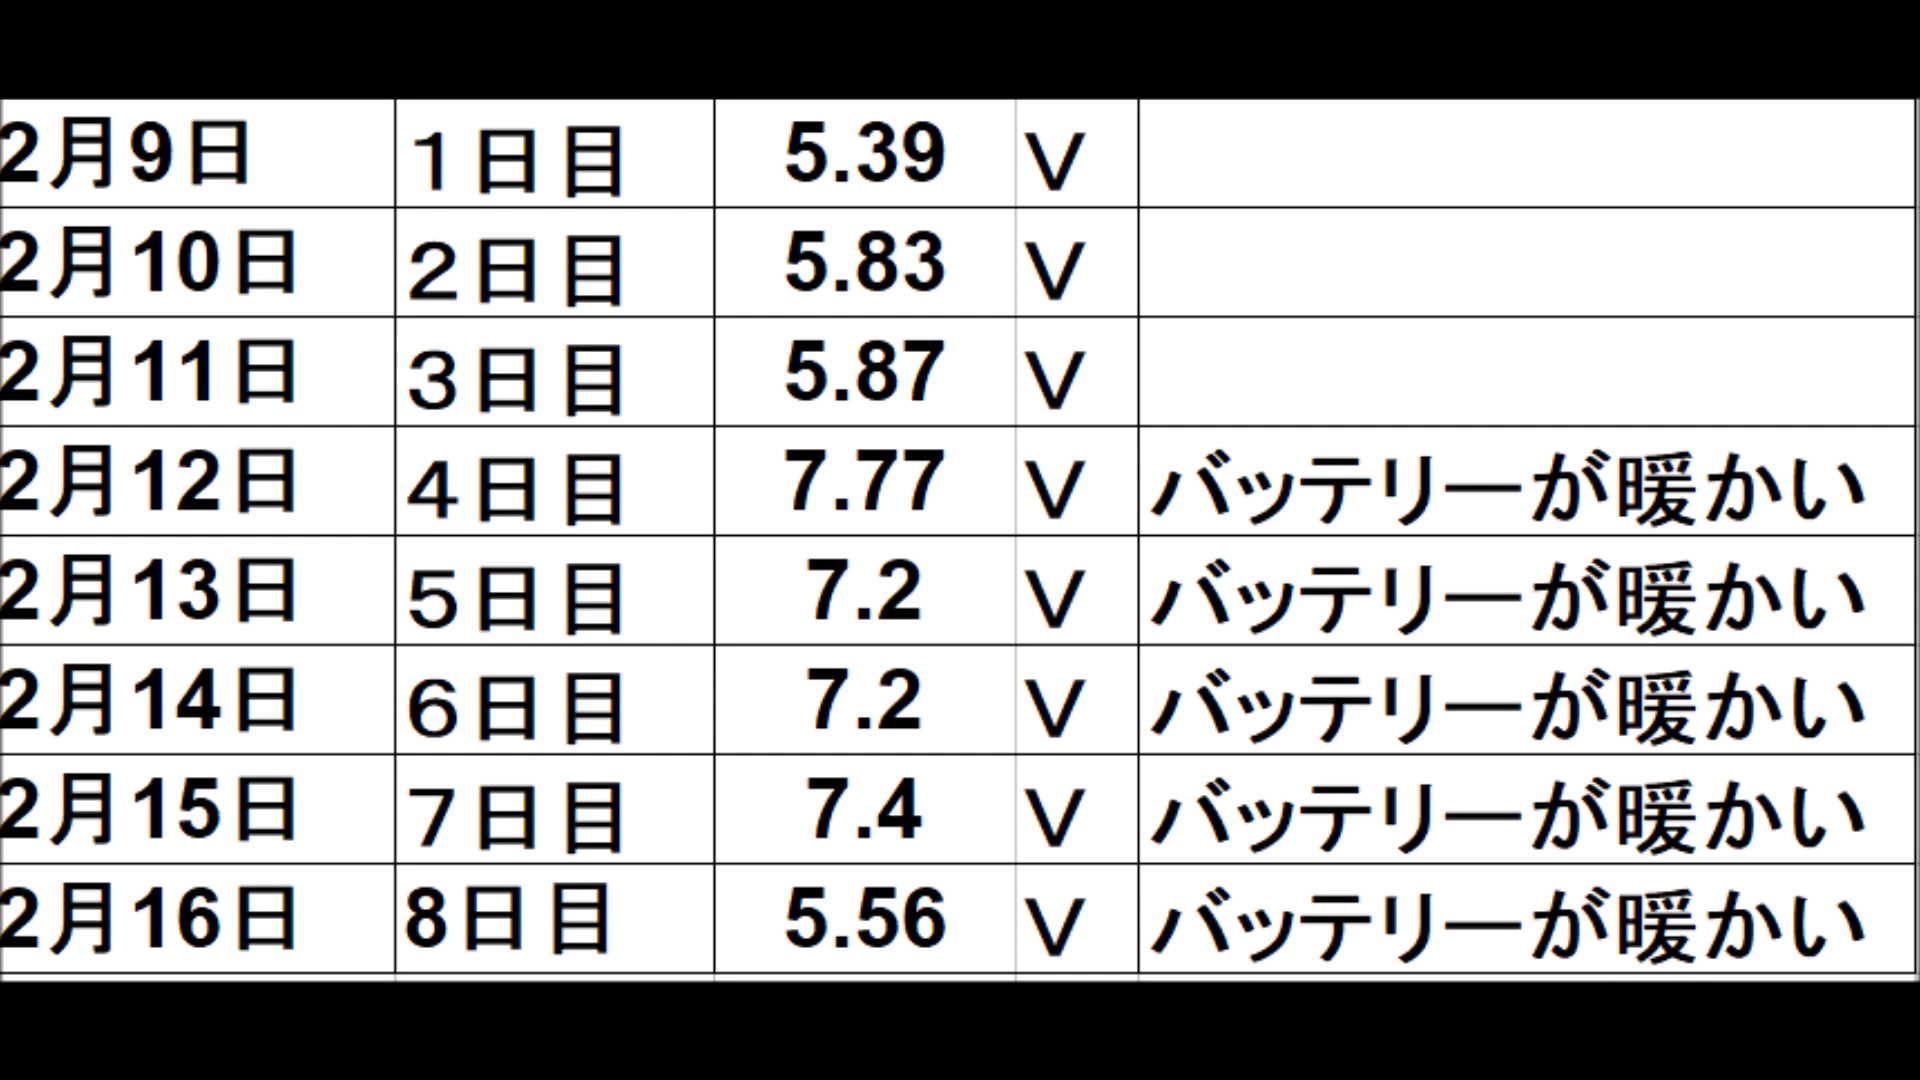 2月9日 1日目 5.39 V
2月10日 2日目 5.83 V
2月11日 3日目 5.87 V
2月12日 4日目 7.77 V バッテリーが暖かい
2月13日 5日目 7.2 V バッテリーが暖かい
2月14日 6日目 7.2 V バッテリーが暖かい
2月15日 7日目 7.4 V バッテリーが暖かい
2月16日 8日目 5.56 V バッテリーが暖かい